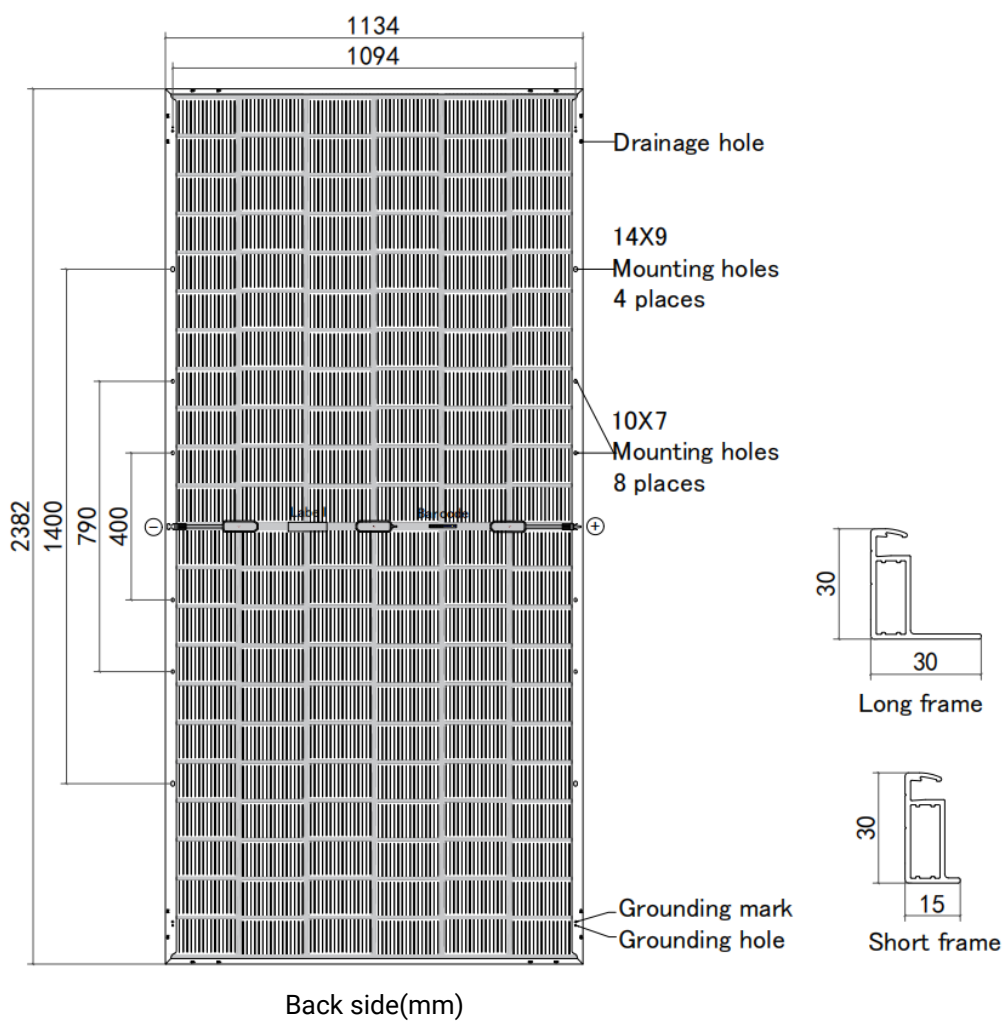 1134
1094
Drainage hole
14X9
Mounting holes
4 places
10X7
Mounting holes
8 places
2382
1400
790
400
Label
Barcode
30
30
Long frame
30
15
Short frame
Grounding mark
Grounding hole
Back side(mm)